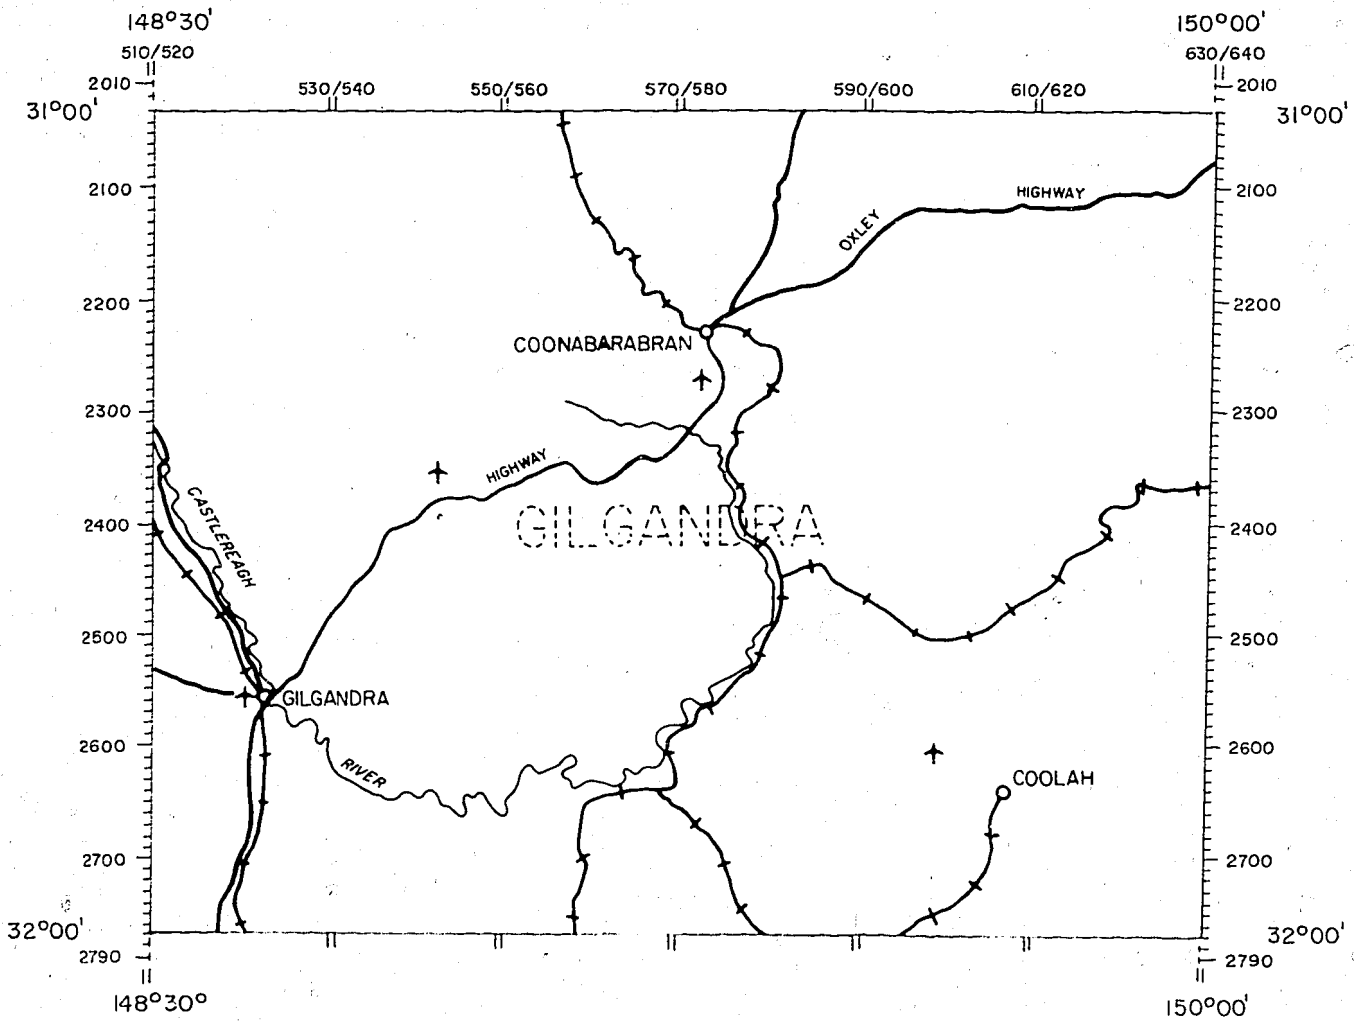 148°30' 150°00'
510/520 630/640
2010 530/540 550/560 570/580 590/600 610/620 2010
31°00' 31°00'
2100 HIGHWAY 2100
OXLEY
2200 2200
COONABARABRAN
2300 2300
HIGHWAY
CASTLEREAGH
2400 GILGANDRA 2400
2500 2500
GILGANDRA
2600 2600
RIVER COOLAH
2700 2700
32°00' 32°00'
2790 2790
148°30° 150°00'